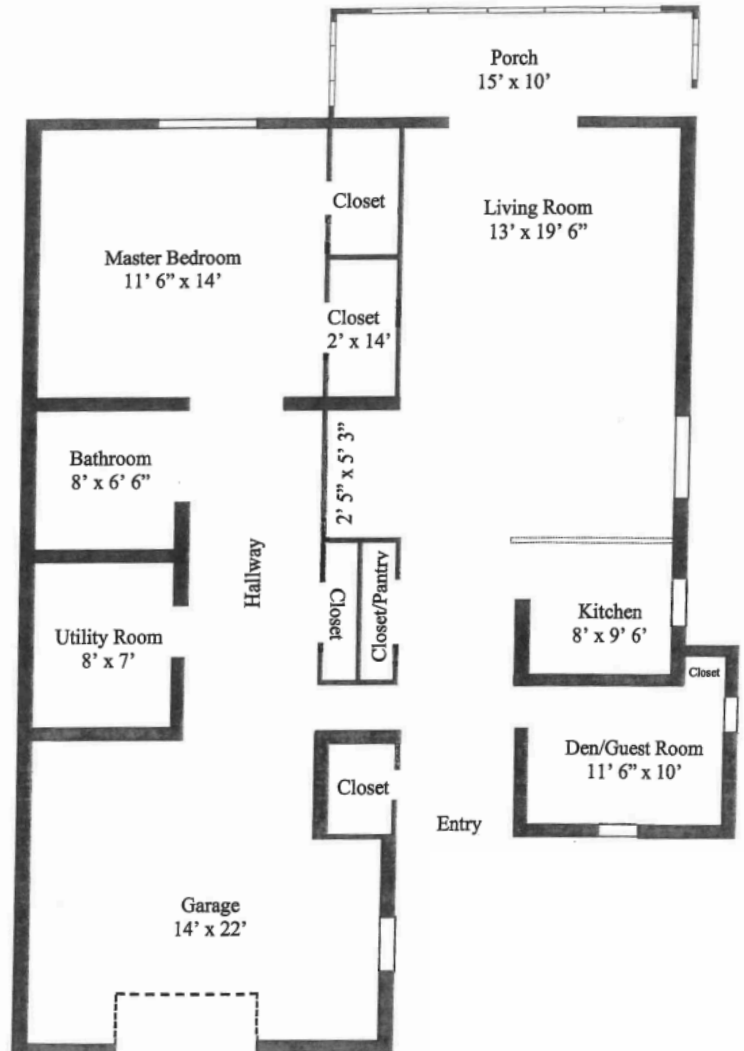 Porch
15’ x 10’
Closet
Living Room
13’ x 19’ 6”
Master Bedroom
11’ 6” x 14’
Closet
2’ x 14’
2’ 5” x 5’ 3”
Bathroom
8’ x 6’ 6”
Hallway
Closet
Closet/Pantry
Kitchen
8’ x 9’ 6’
Utility Room
8’ x 7’
Closet
Den/Guest Room
11’ 6” x 10’
Closet
Entry
Garage
14’ x 22’